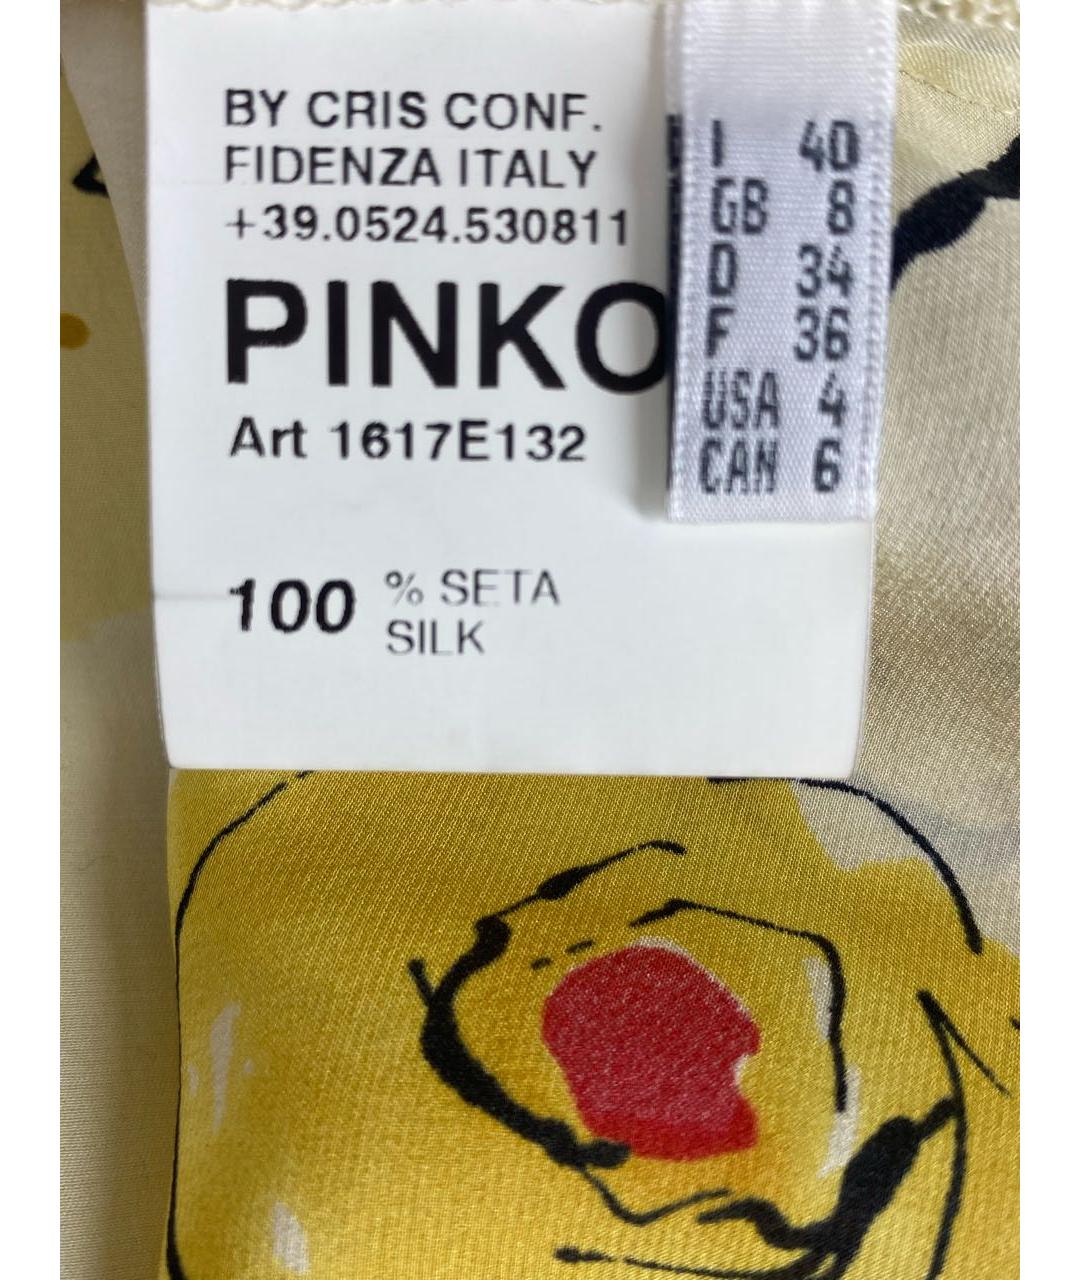 BY CRIS CONF.
FIDENZA ITALY
+39.0524.530811
PINKO
Art 1617E132
100 % SETA
SILK
I 40
GB 8
D 34
F 36
USA 4
CAN 6